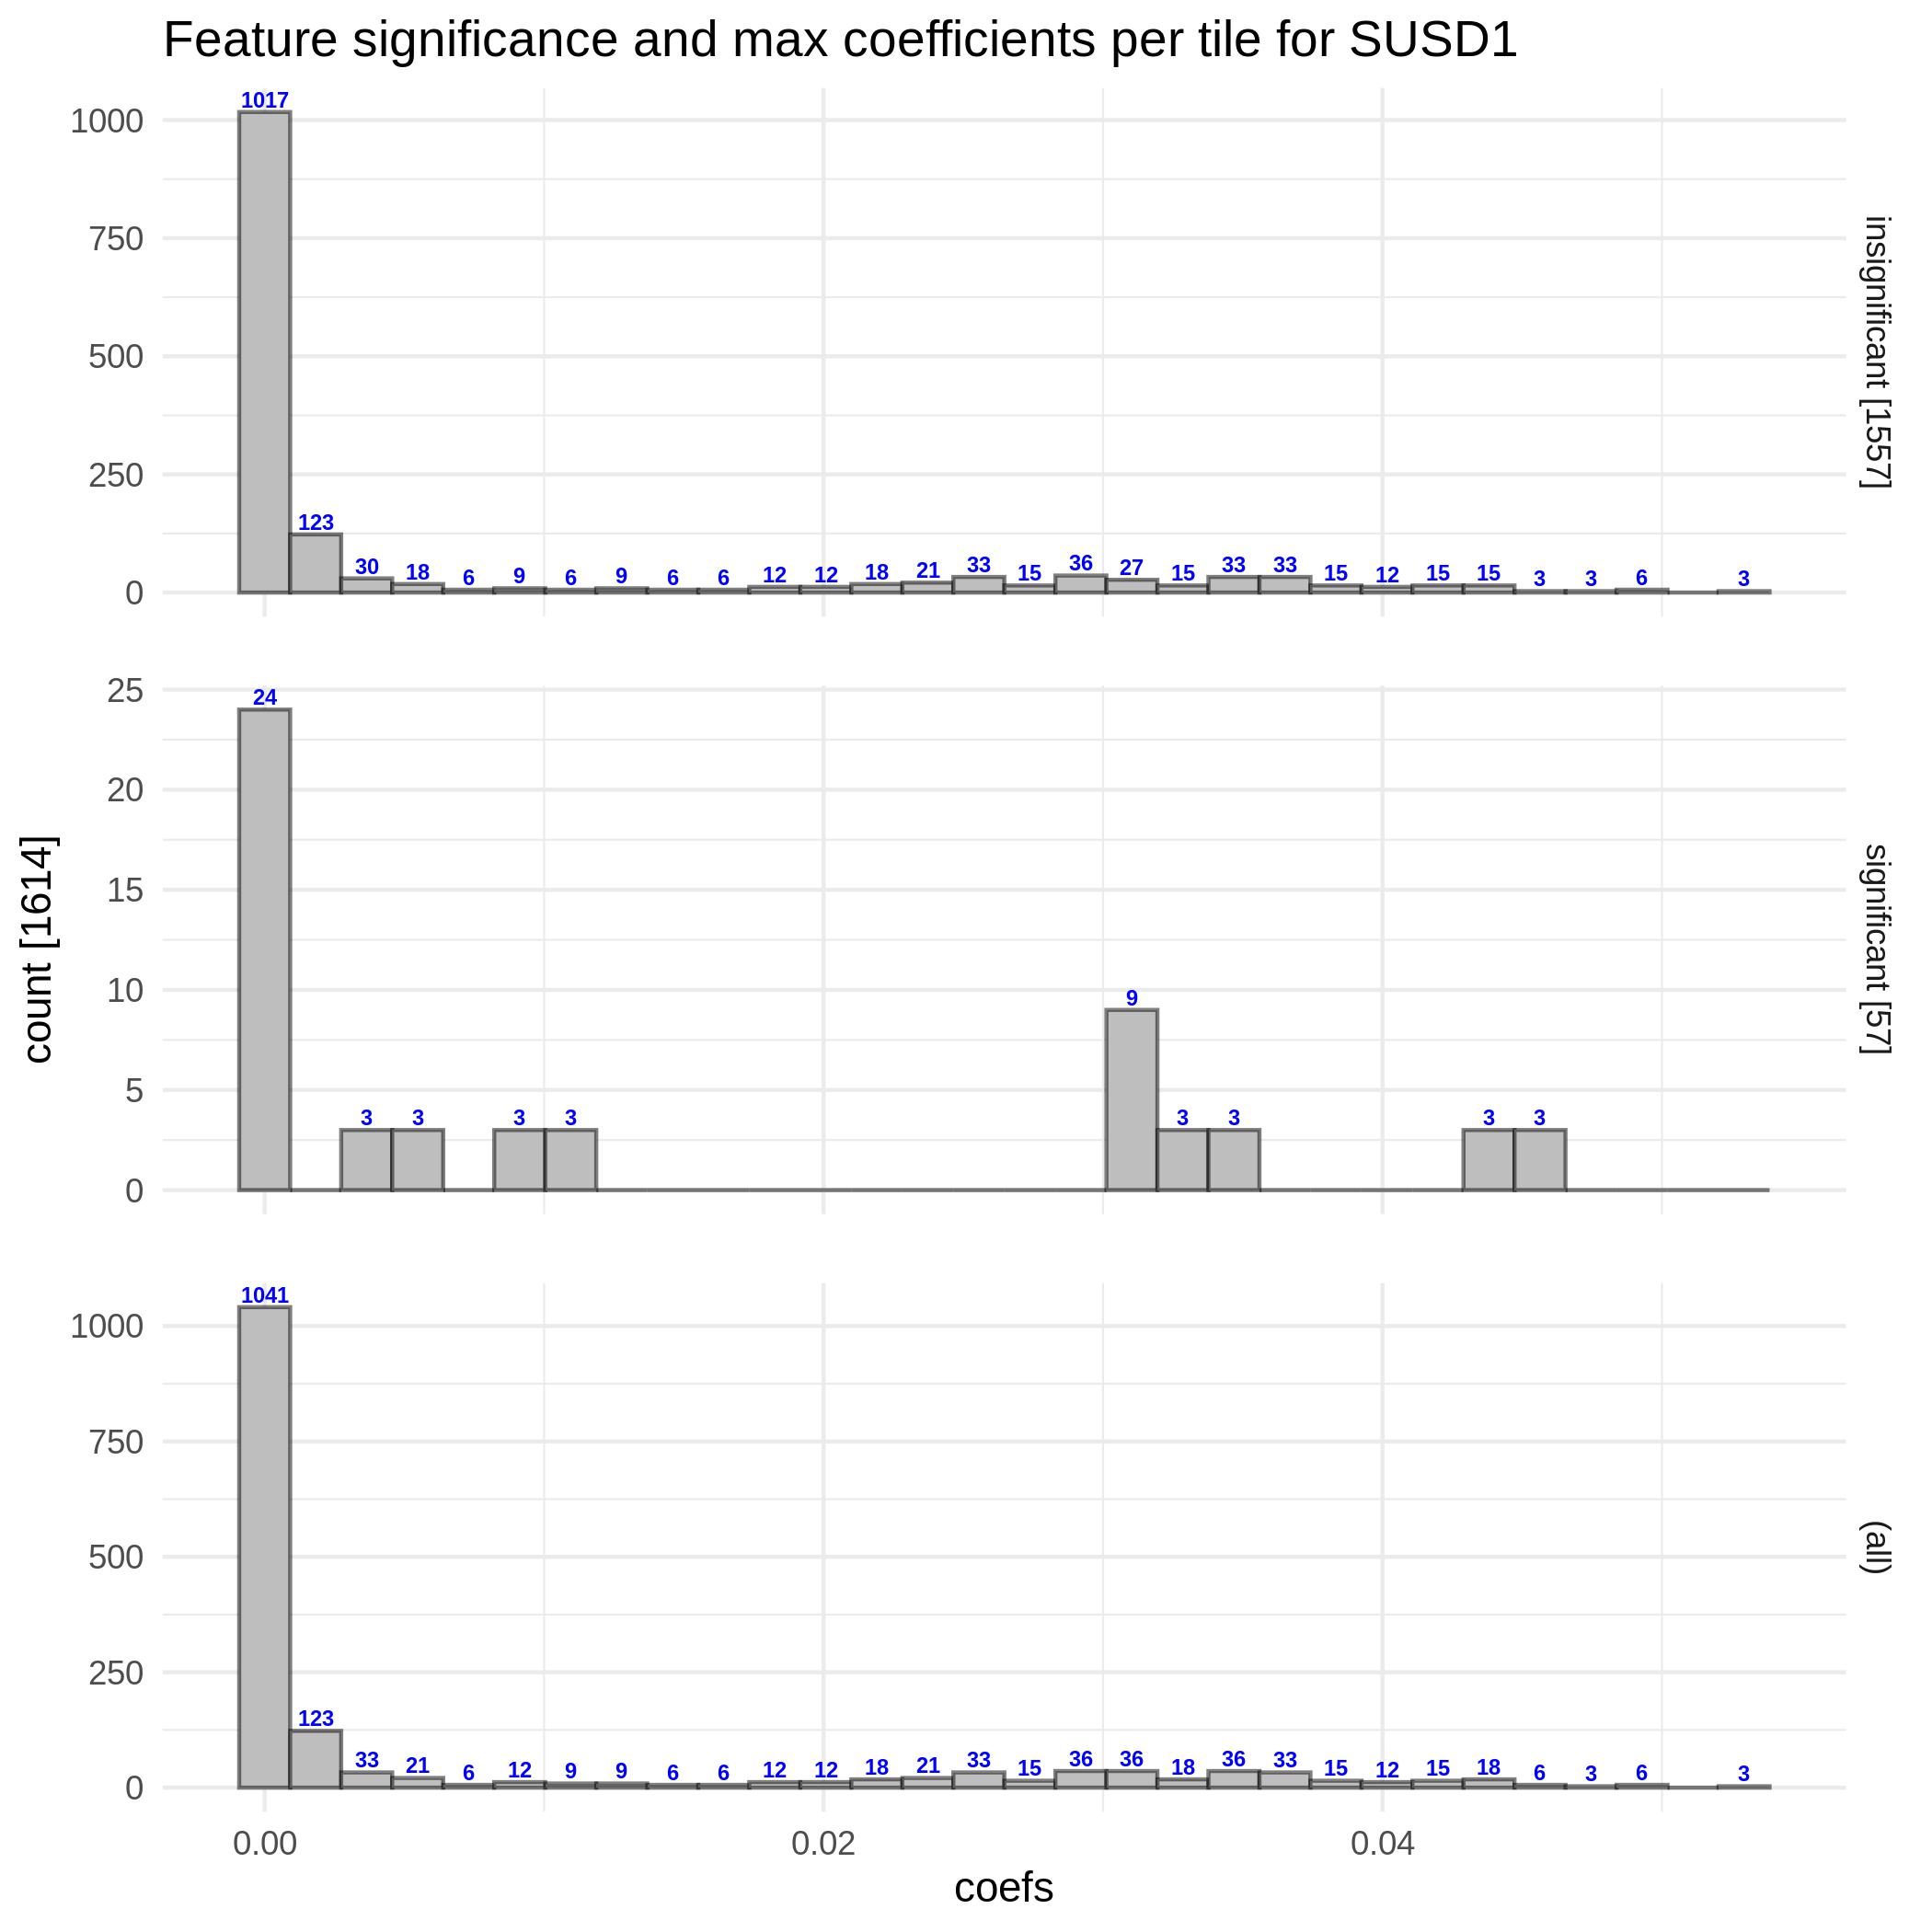 Feature significance and max coefficients per tile for SUSD1
1017
1000
750
500
250
0
123 30 18 6 9 6 9 6 6 12 12 18 21 33 15 36 27 15 33 33 15 12 15 15 3 3 6 3
insignificant [1557]
25
24
20
15
10
5
0
3 3 3 3 9 3 3 3 3
significant [57]
count [1614]
1041
1000
750
500
250
0
123 33 21 6 12 9 9 6 6 12 12 18 21 33 15 36 36 18 36 33 15 12 15 18 6 3 6 3
(all)
0.00 0.02 0.04
coefs